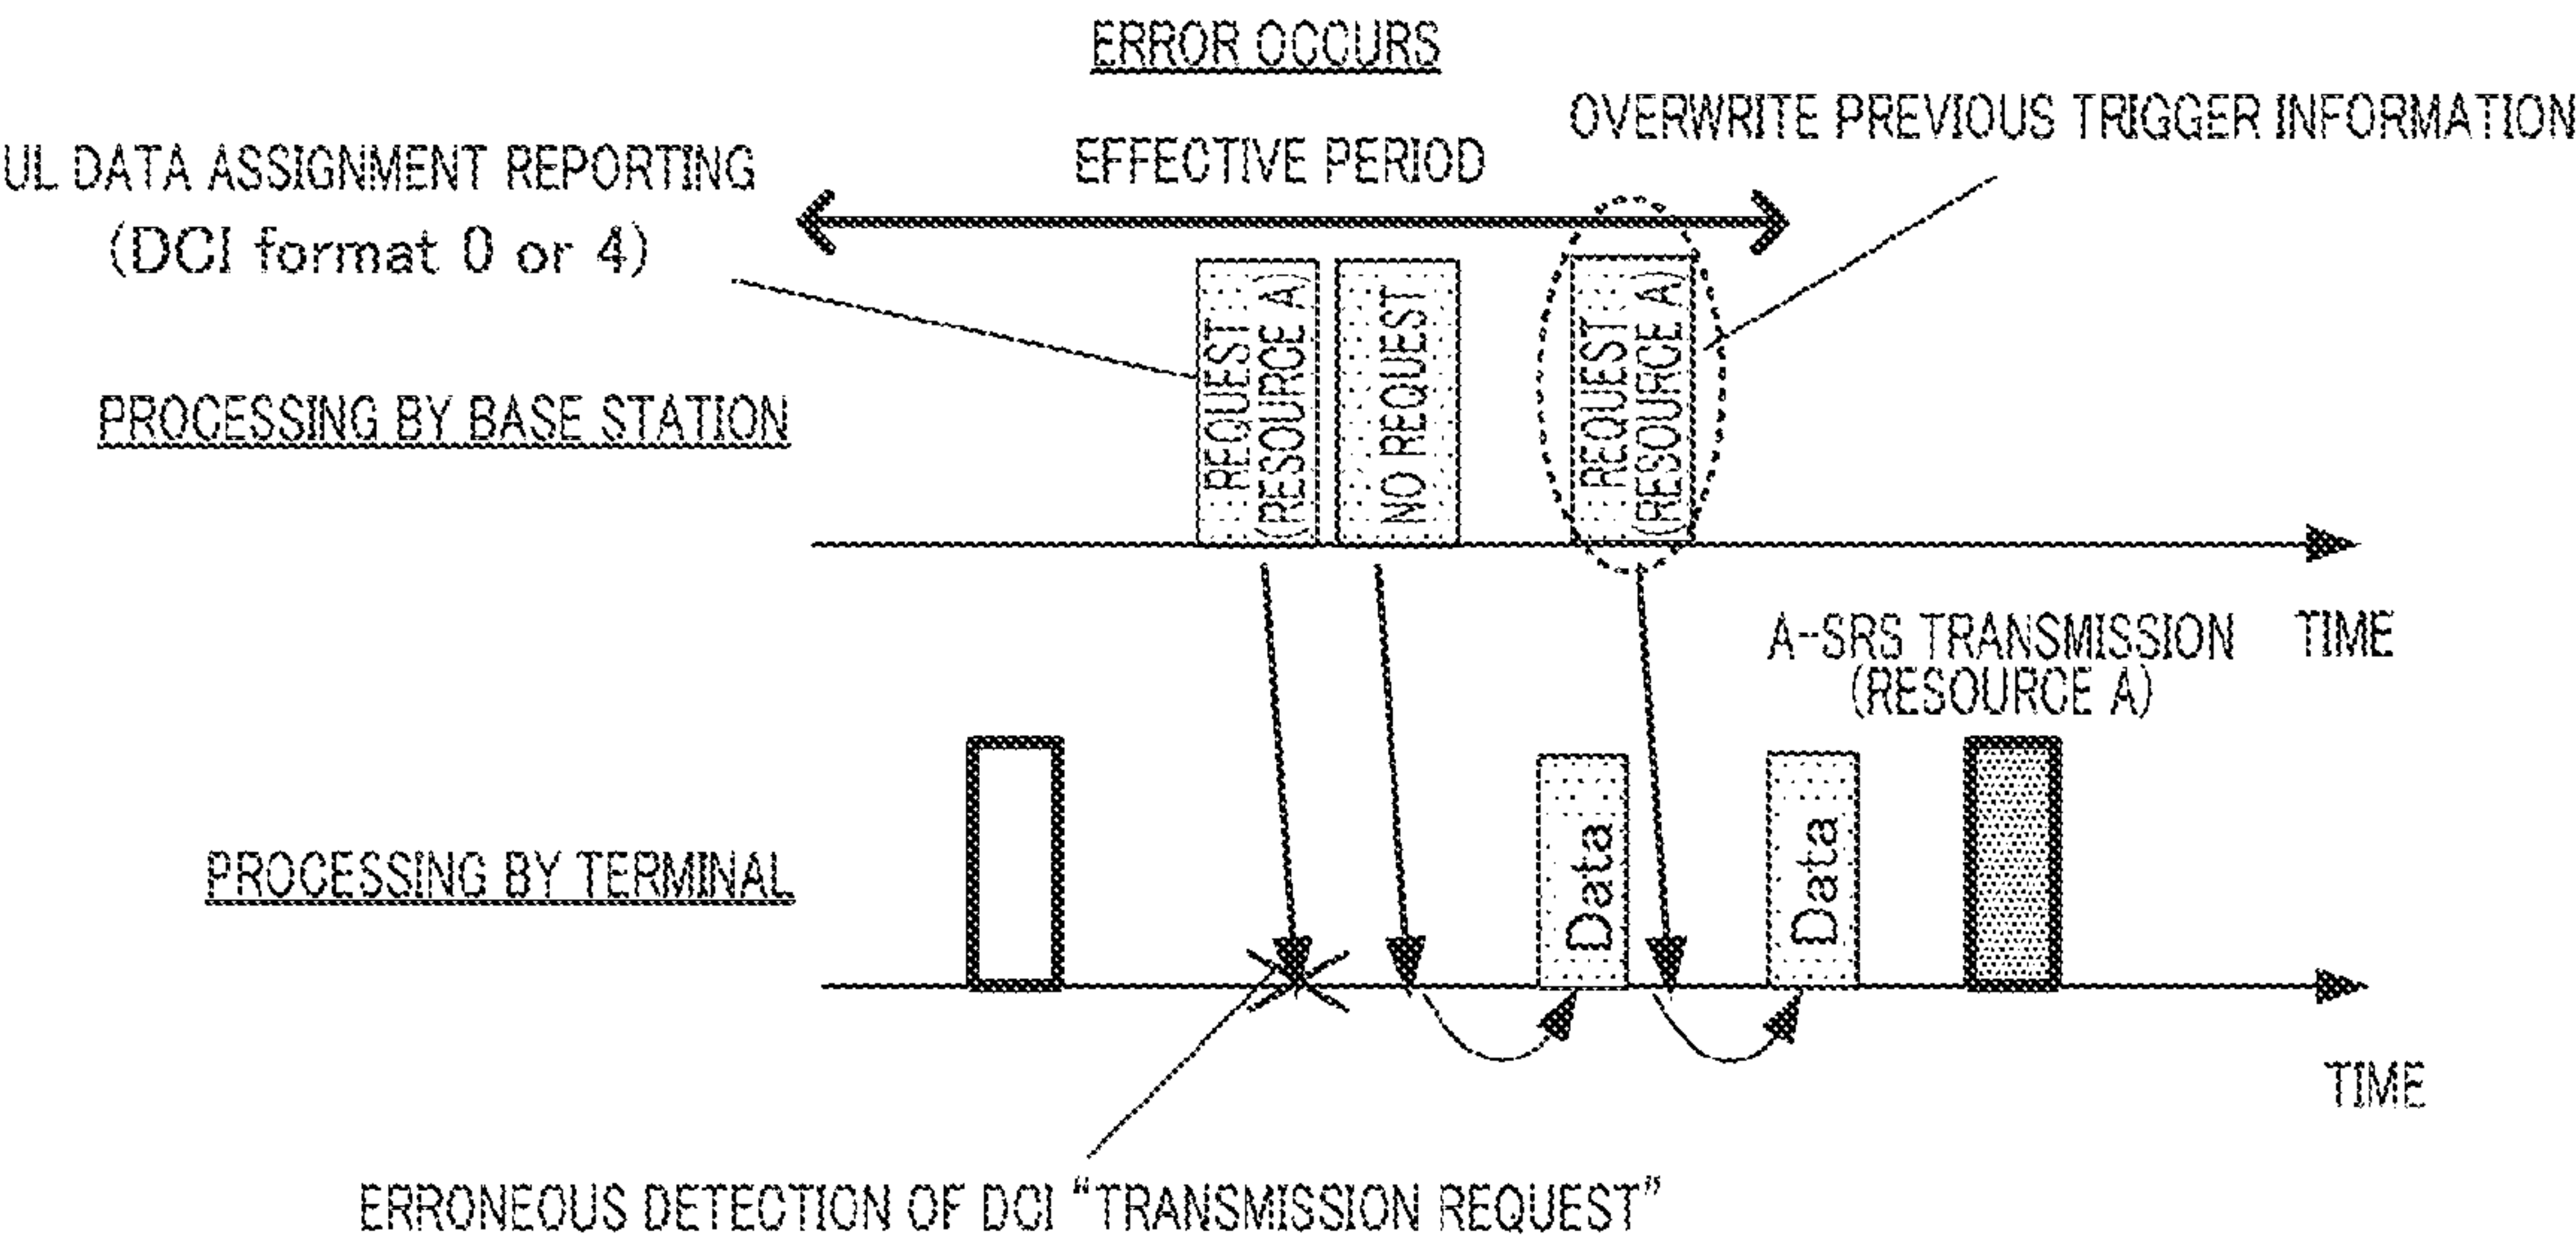 ERROR OCCURS
OVERWRITE PREVIOUS TRIGGER INFORMATION
EFFECTIVE PERIOD
UL DATA ASSIGNMENT REPORTING
(DCI format 0 or 4)
REQUEST
(RESOURCE A)
NO REQUEST
REQUEST
(RESOURCE A)
PROCESSING BY BASE STATION
TIME
A-SRS TRANSMISSION
(RESOURCE A)
Data
Data
PROCESSING BY TERMINAL
TIME
ERRONEOUS DETECTION OF DCI “TRANSMISSION REQUEST”